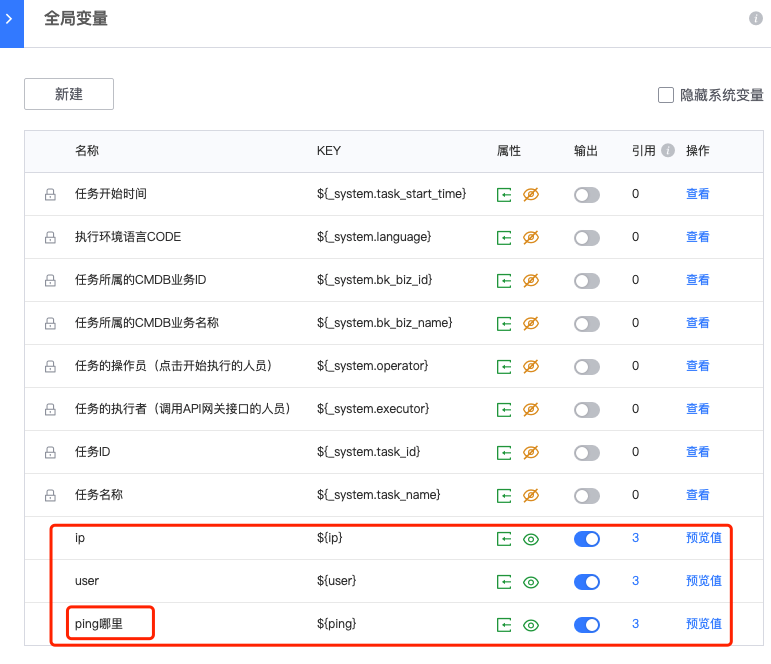 全局变量
新建
隐藏系统变量
名称 KEY 属性 输出 引用 操作
任务开始时间 ${_system.task_start_time} 0 查看
执行环境语言CODE ${_system.language} 0 查看
任务所属的CMDB业务ID ${_system.bk_biz_id} 0 查看
任务所属的CMDB业务名称 ${_system.bk_biz_name} 0 查看
任务的操作员（点击开始执行的人员） ${_system.operator} 0 查看
任务的执行者（调用API网关接口的人员） ${_system.executor} 0 查看
任务ID ${_system.task_id} 0 查看
任务名称 ${_system.task_name} 0 查看
ip ${ip} 3 预览值
user ${user} 3 预览值
ping哪里 ${ping} 3 预览值